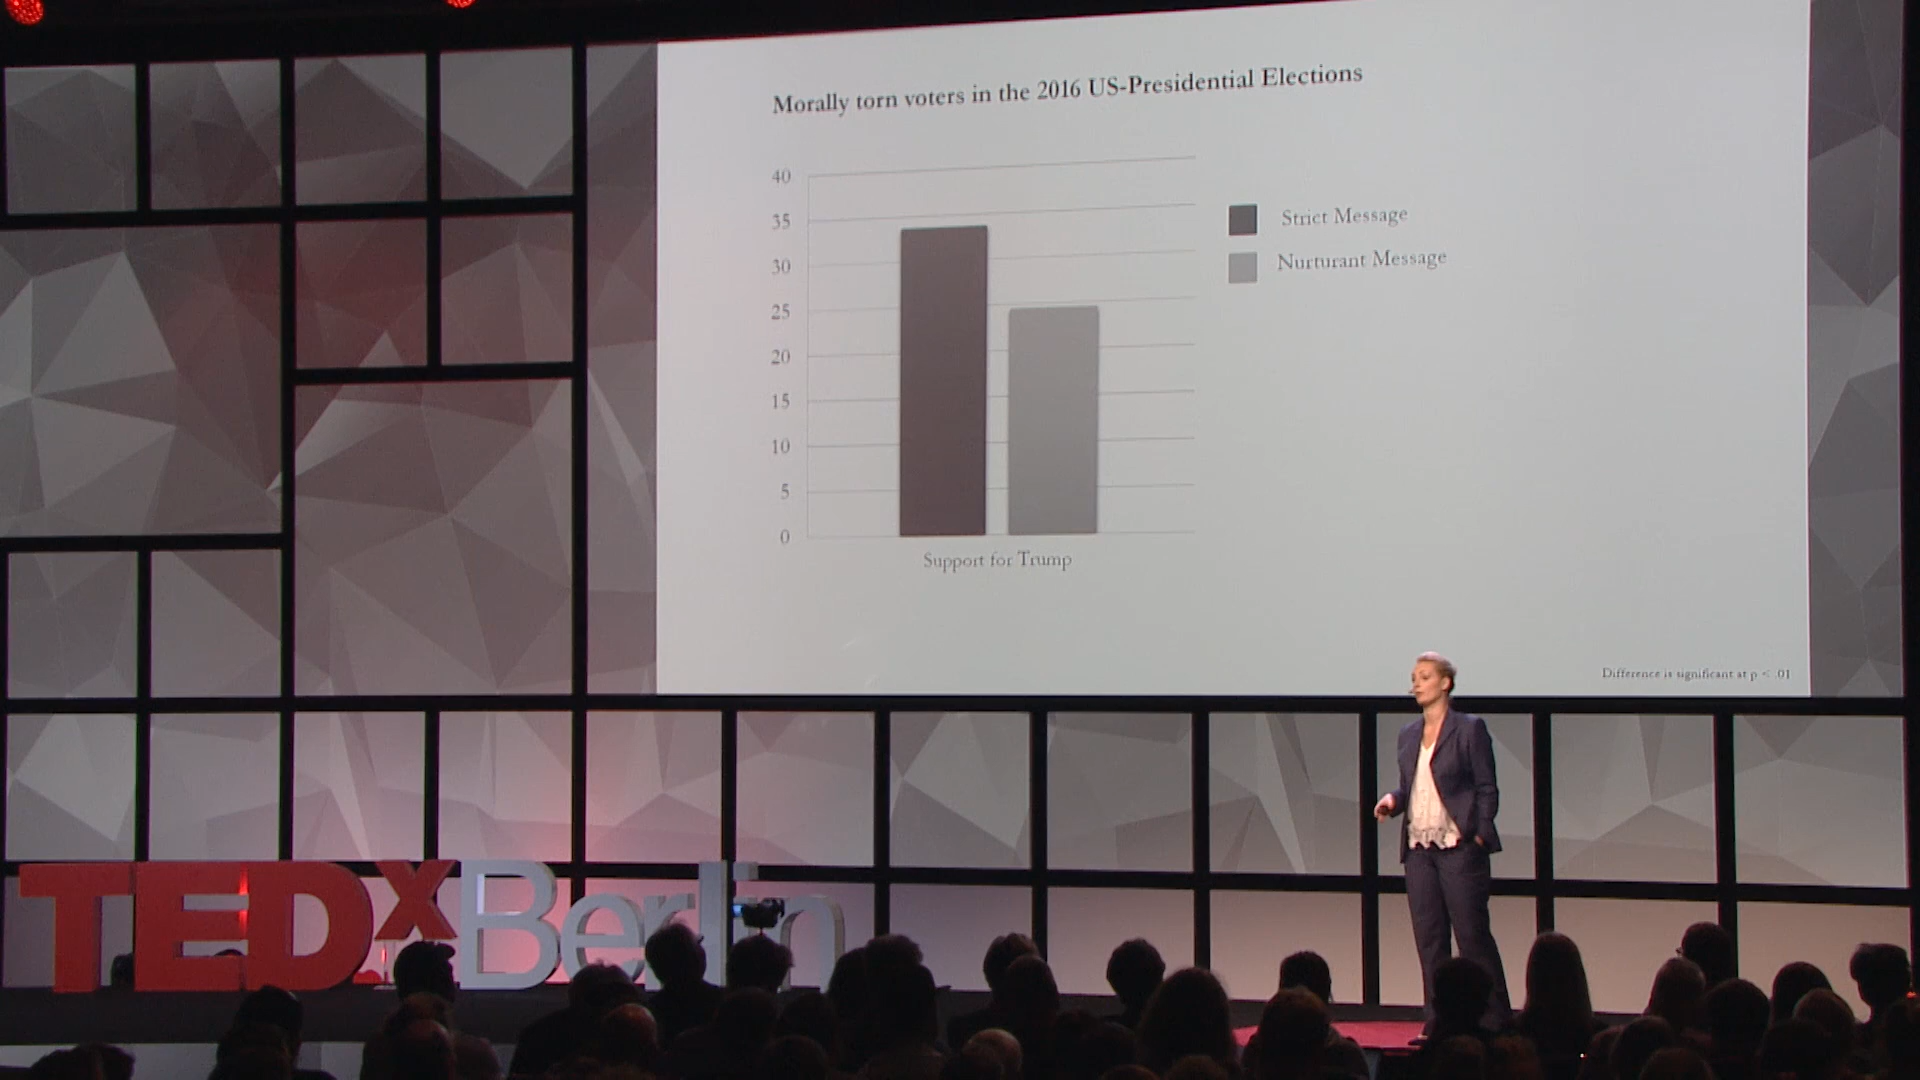 Morally torn voters in the 2016 US-Presidential Elections
40
35
30
25
20
15
10
5
0
Support for Trump
Strict Message
Nurturant Message
Difference is significant at p < .01
TEDxBerlin